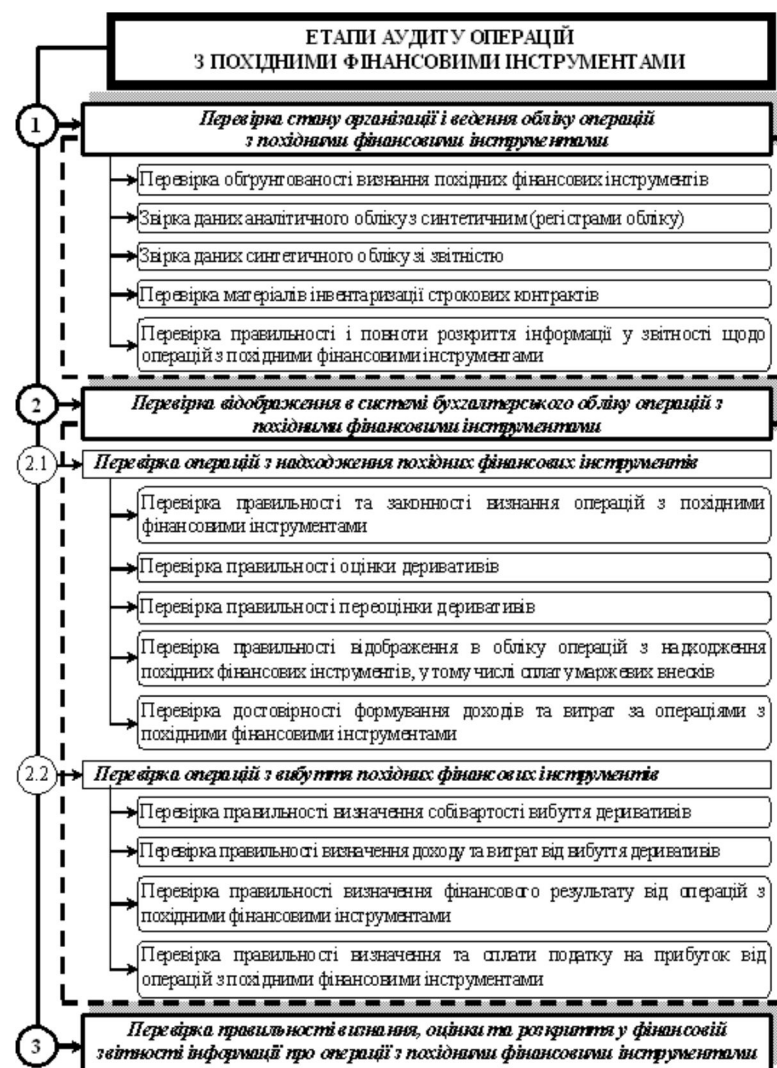 ЕТАПИ АУДИТУ ОПЕРАЦІЙ
З ПОХІДНИМИ ФІНАНСОВИМИ ІНСТРУМЕНТАМИ
1
Перевірка стану організації і ведення обліку операцій
з похідними фінансовими інструментами
Перевірка обґрунтованості визнання похідних фінансових інструментів
Звірка даних аналітичного обліку з синтетичним (регістрами обліку)
Звірка даних синтетичного обліку зі звітністю
Перевірка матеріалів інвентаризації строкових контрактів
Перевірка правильності і повноти розкриття інформації у звітності щодо
операцій з похідними фінансовими інструментами
2
Перевірка відображення в системі бухгалтерського обліку операцій з
похідними фінансовими інструментами
2.1
Перевірка операцій з надходження похідних фінансових інструментів
Перевірка правильності та законності визнання операцій з похідними
фінансовими інструментами
Перевірка правильності оцінки деривативів
Перевірка правильності переоцінки деривативів
Перевірка правильності відображення в обліку операцій з надходження
похідних фінансових інструментів, у тому числі сплату маржевих внесків
Перевірка достовірності формування доходів та витрат за операціями з
похідними фінансовими інструментами
2.2
Перевірка операцій з вибуття похідних фінансових інструментів
Перевірка правильності визначення собівартості вибуття деривативів
Перевірка правильності визначення доходу та витрат від вибуття деривативів
Перевірка правильності визначення фінансового результату від операцій з
похідними фінансовими інструментами
Перевірка правильності визначення та сплати податку на прибуток від
операцій з похідними фінансовими інструментами
3
Перевірка правильності визнання, оцінки та розкриття у фінансовій
звітності інформації про операції з похідними фінансовими інструментами